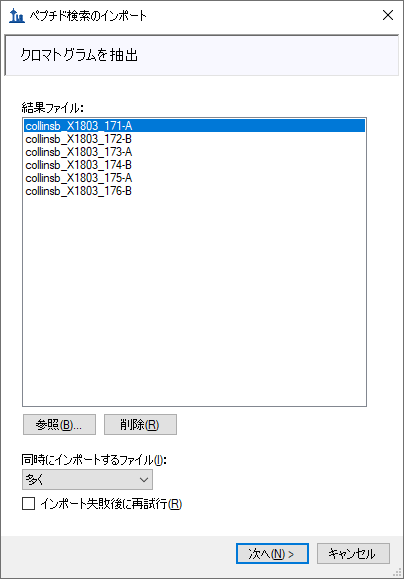 ペプチド検索のインポート
クロマトグラムを抽出
結果ファイル:
collinsb_X1803_171-A
collinsb_X1803_172-B
collinsb_X1803_173-A
collinsb_X1803_174-B
collinsb_X1803_175-A
collinsb_X1803_176-B
参照(B)... 削除(R)
同時にインポートするファイル(I):
多く
インポート失敗後に再試行(R)
次へ(N) > キャンセル